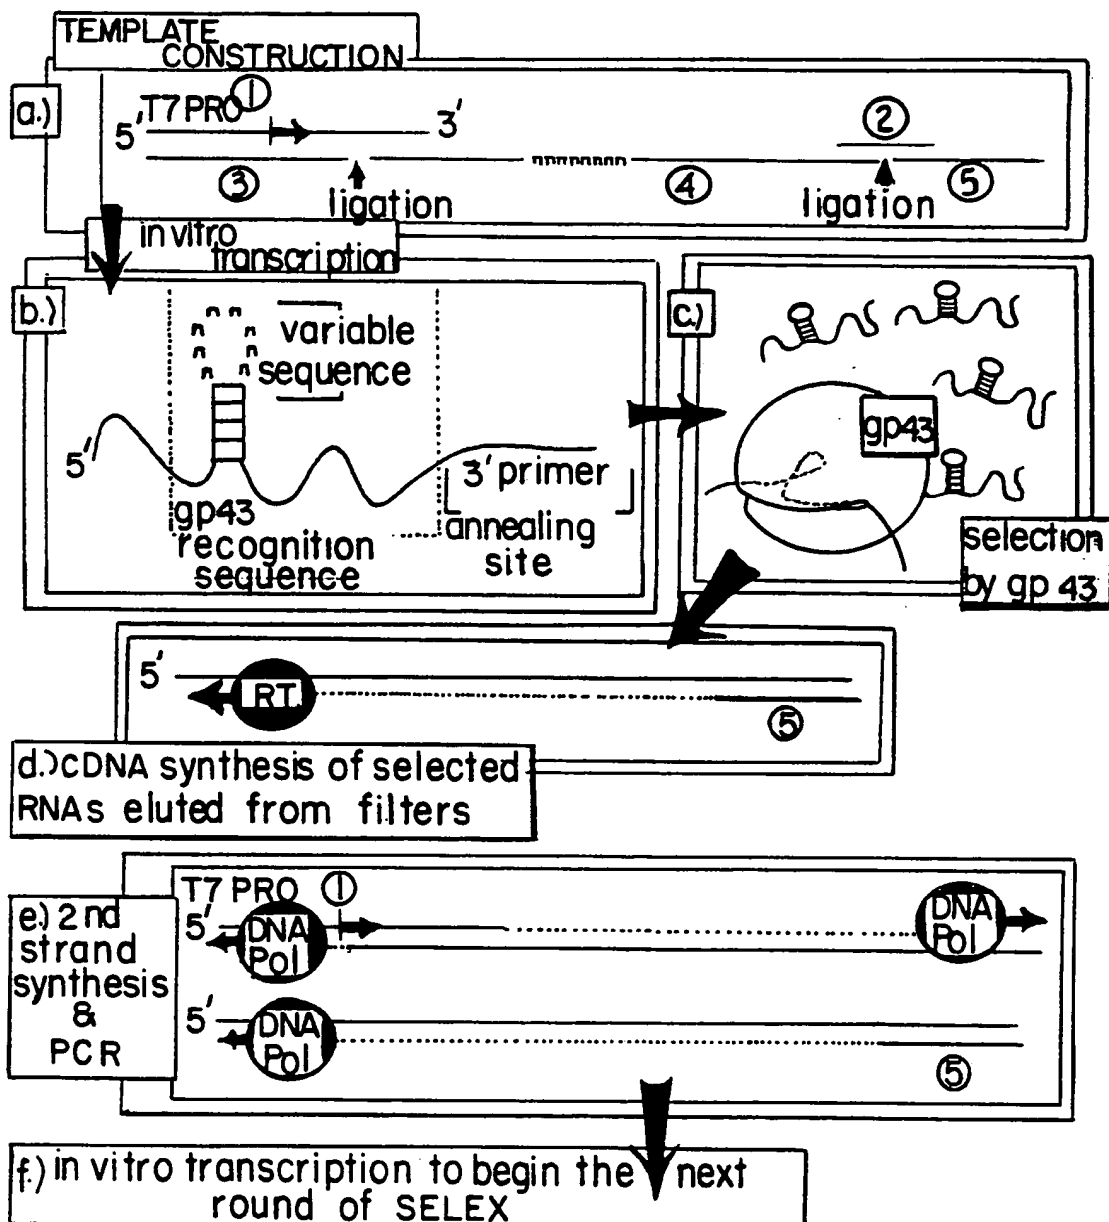 TEMPLATE
CONSTRUCTION
a.)
T7 PRO ①
5' 3'
②
③ ④ ⑤
ligation ligation
in vitro
transcription
b.)
variable
sequence
5'
3' primer
annealing
site
gp43
recognition
sequence
c.)
gp43
selection
by gp 43
5'
RT.
⑤
d.) cDNA synthesis of selected
RNAs eluted from filters
e.) 2nd
strand
synthesis
&
PCR
T7 PRO ①
5'
DNA
Pol
DNA
Pol
5'
DNA
Pol
⑤
f.) in vitro transcription to begin the next
round of SELEX